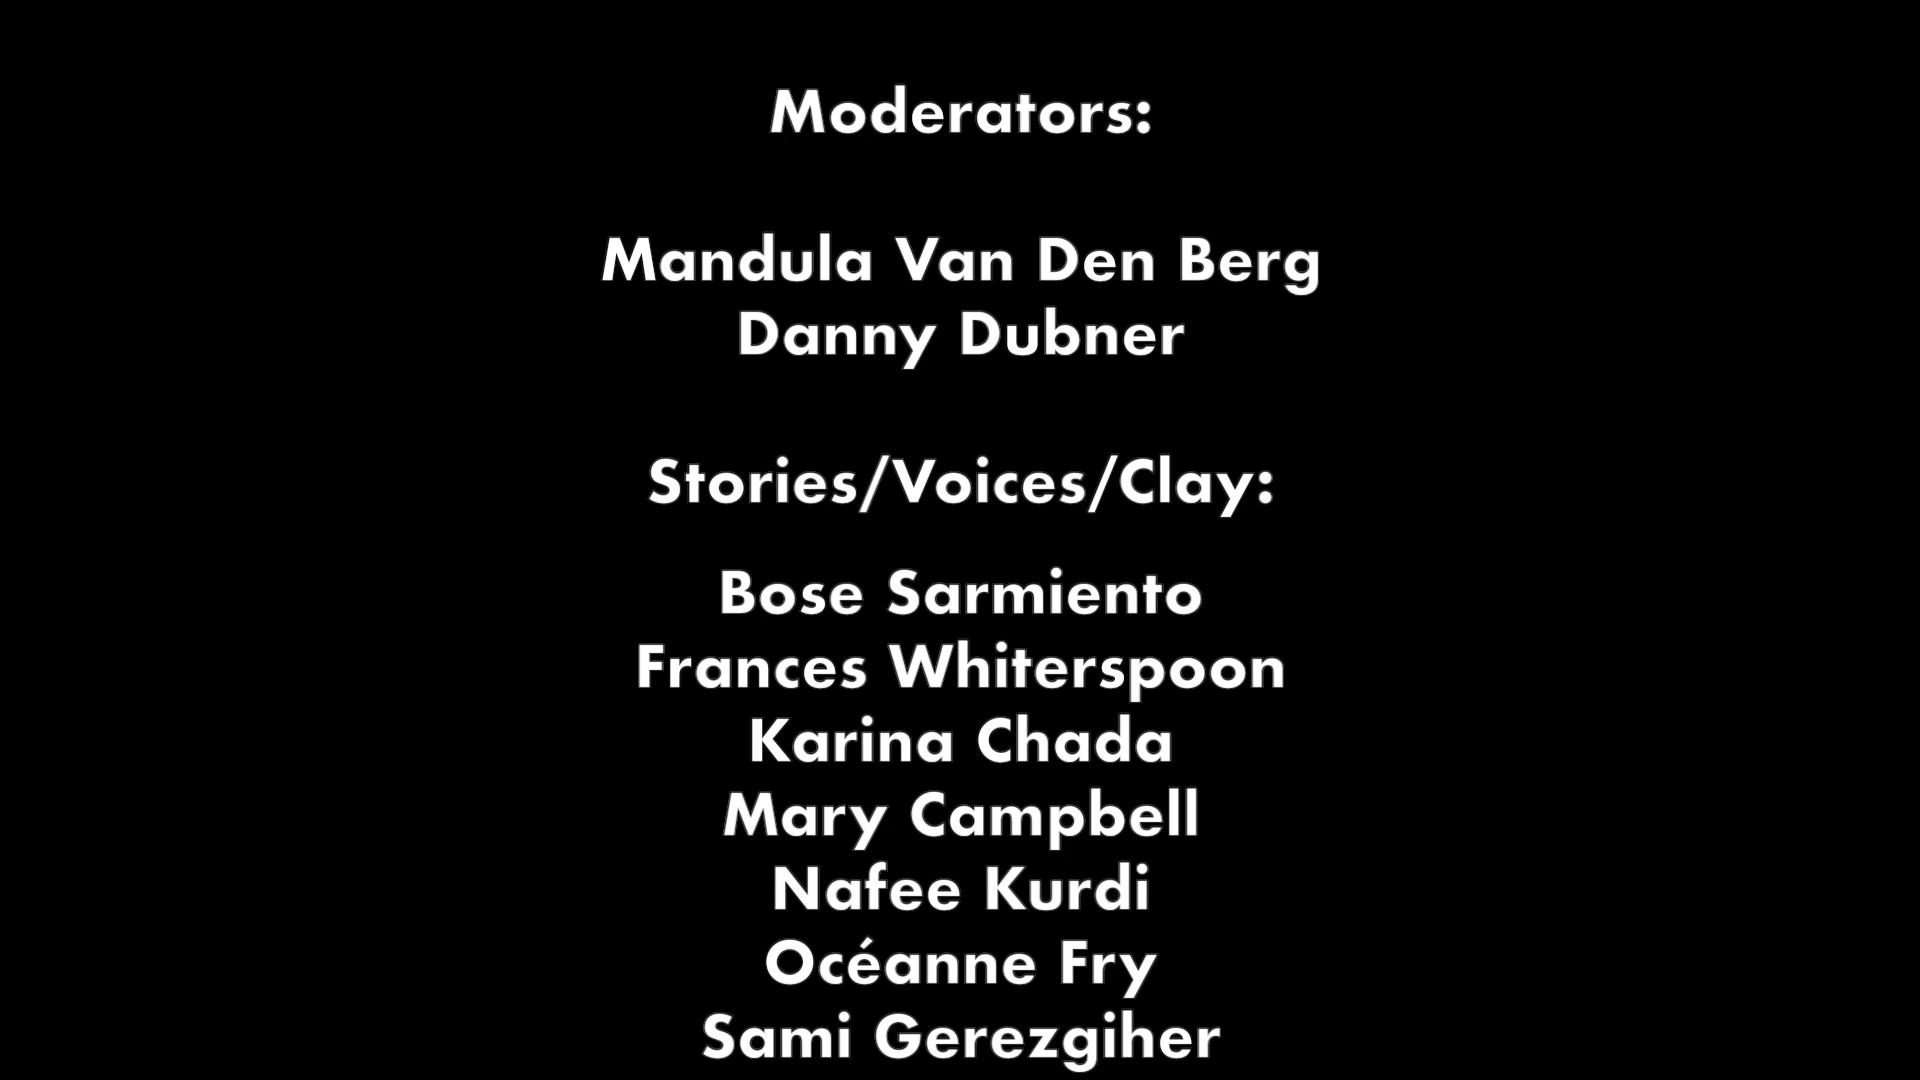 Moderators:
Mandula Van Den Berg
Danny Dubner
Stories/Voices/Clay:
Bose Sarmiento
Frances Whiterspoon
Karina Chada
Mary Campbell
Nafee Kurdi
Océanne Fry
Sami Gerezgiher